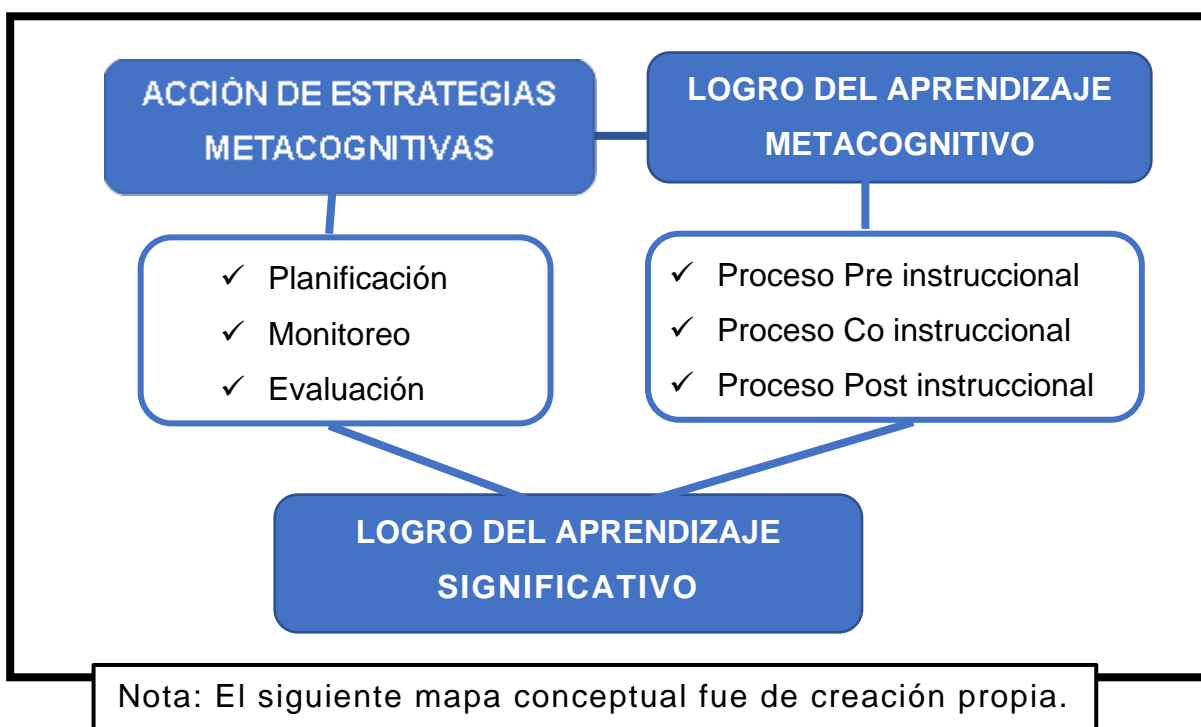 ACCIÓN DE ESTRATEGIAS
METACOGNITIVAS
LOGRO DEL APRENDIZAJE
METACOGNITIVO
✓ Planificación
✓ Monitoreo
✓ Evaluación
✓ Proceso Pre instruccional
✓ Proceso Co instruccional
✓ Proceso Post instruccional
LOGRO DEL APRENDIZAJE
SIGNIFICATIVO
Nota: El siguiente mapa conceptual fue de creación propia.